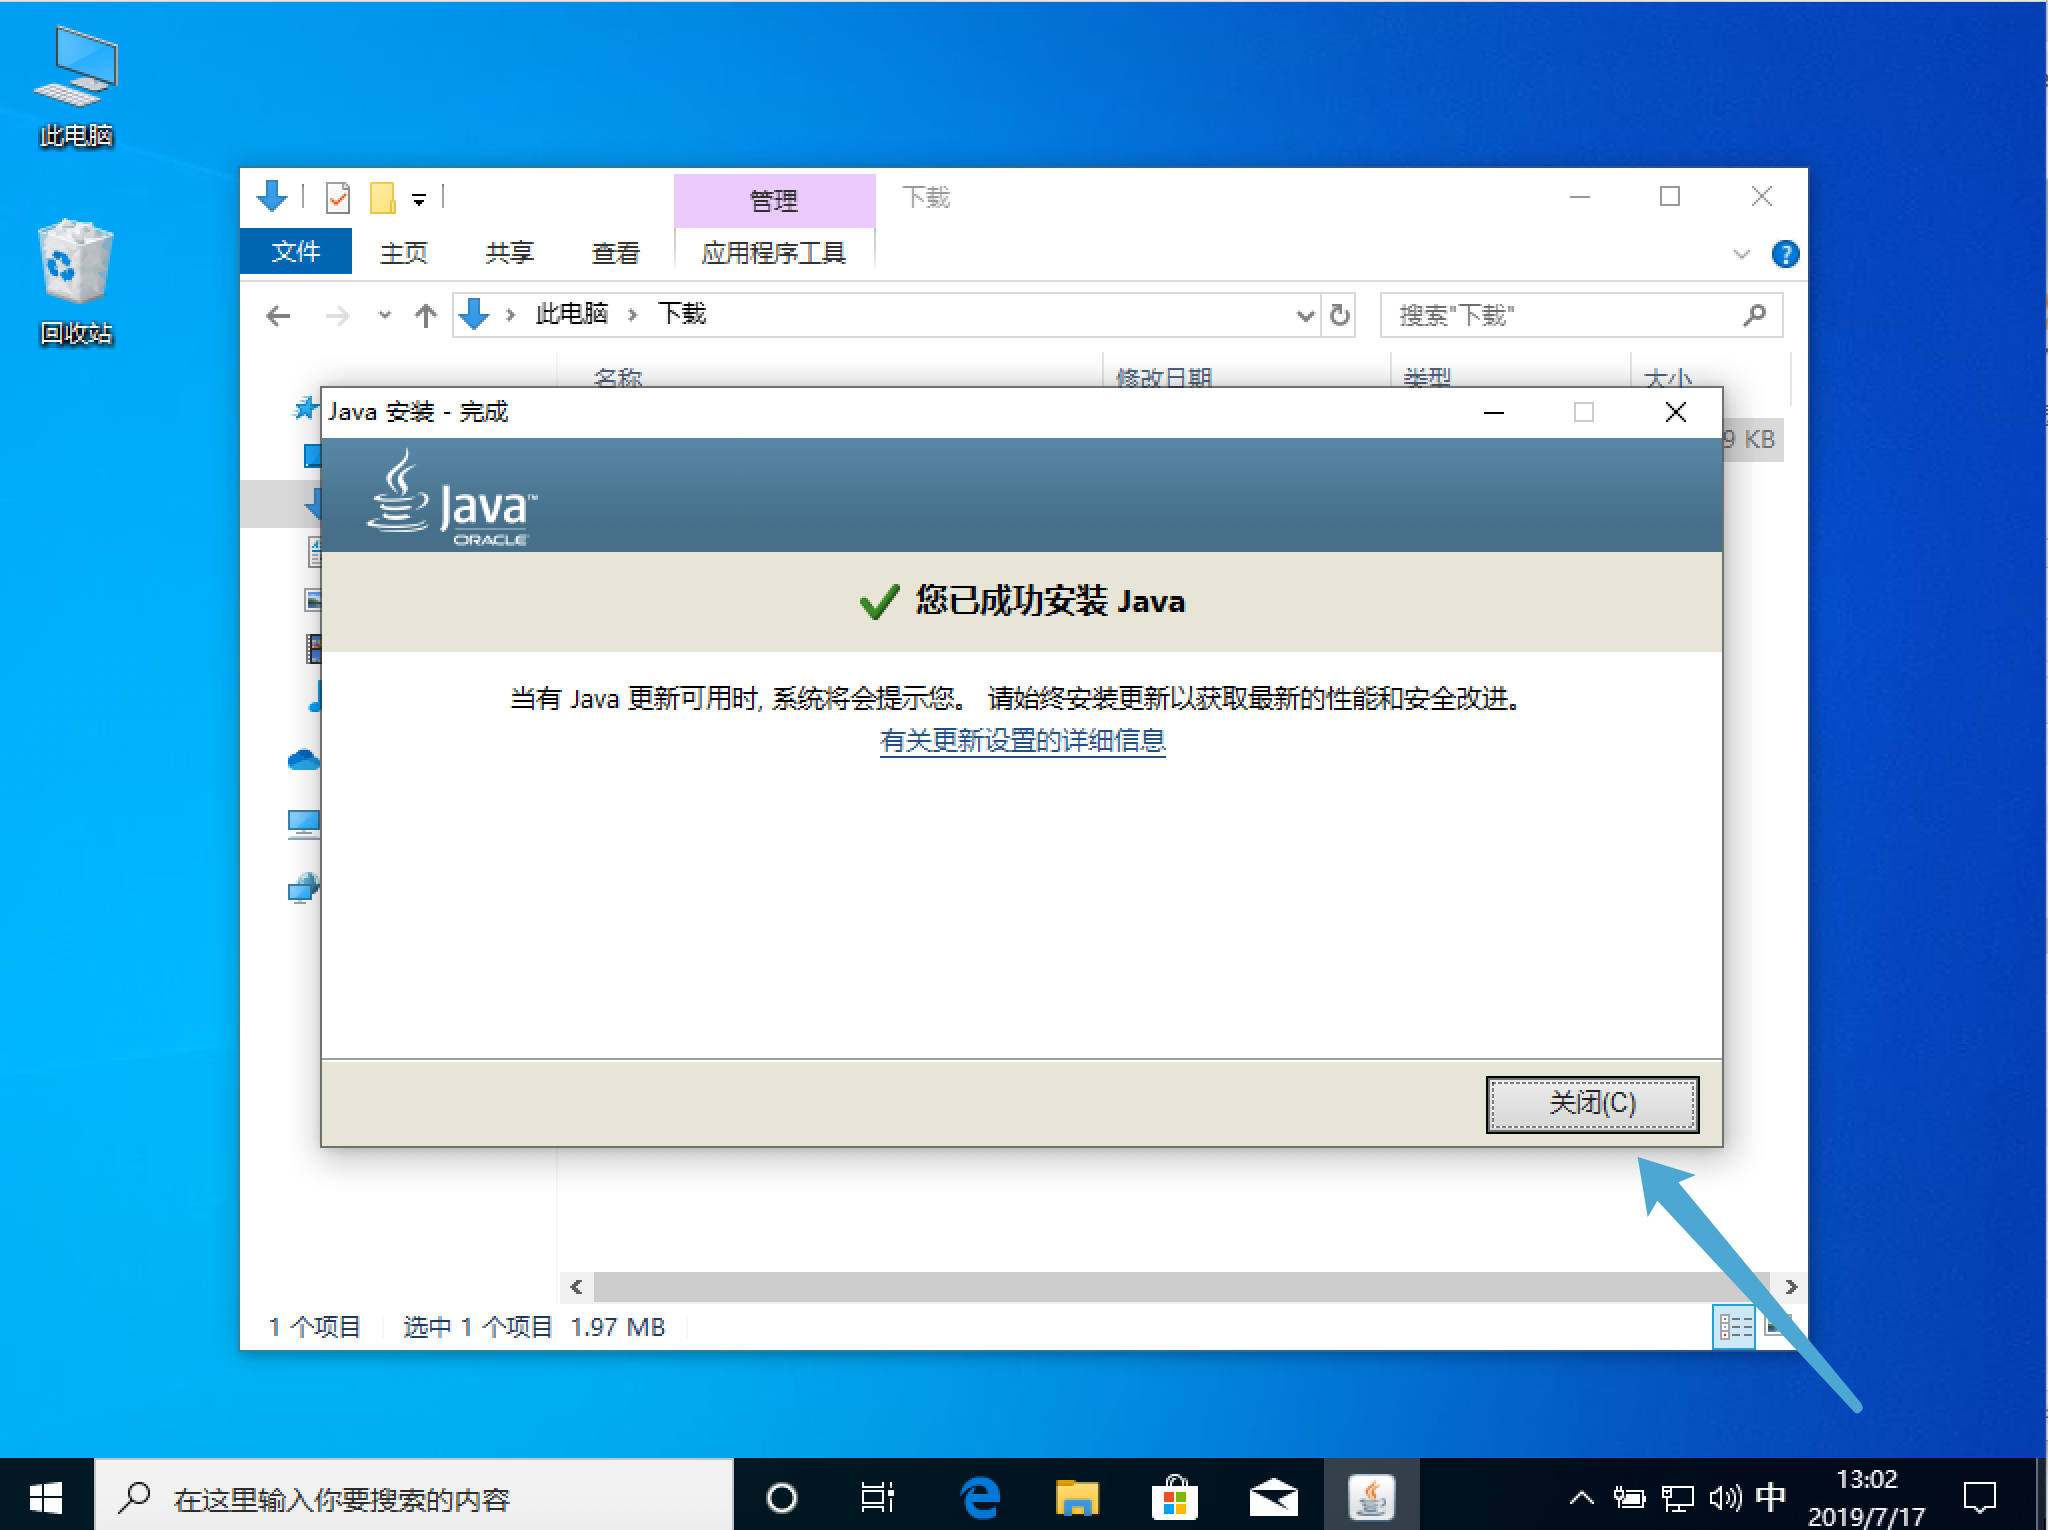 此电脑
回收站
管理
下载
文件
主页
共享
查看
应用程序工具
此电脑
下载
搜索"下载"
名称
修改日期
类型
大小
9 KB
Java 安装 - 完成
Java™
ORACLE
您已成功安装 Java
当有 Java 更新可用时, 系统将会提示您。 请始终安装更新以获取最新的性能和安全改进。
有关更新设置的详细信息
关闭(C)
1 个项目
选中 1 个项目 1.97 MB
在这里输入你要搜索的内容
中
13:02
2019/7/17